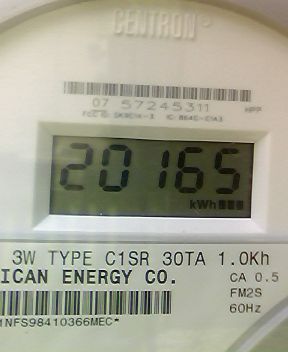 CENTRON®
07 57245311
20165
kWh
3W TYPE C1SR 30TA 1.0Kh
ICAN ENERGY CO.
CA 0.5
FM2S
60Hz
1NFS98410366MEC*